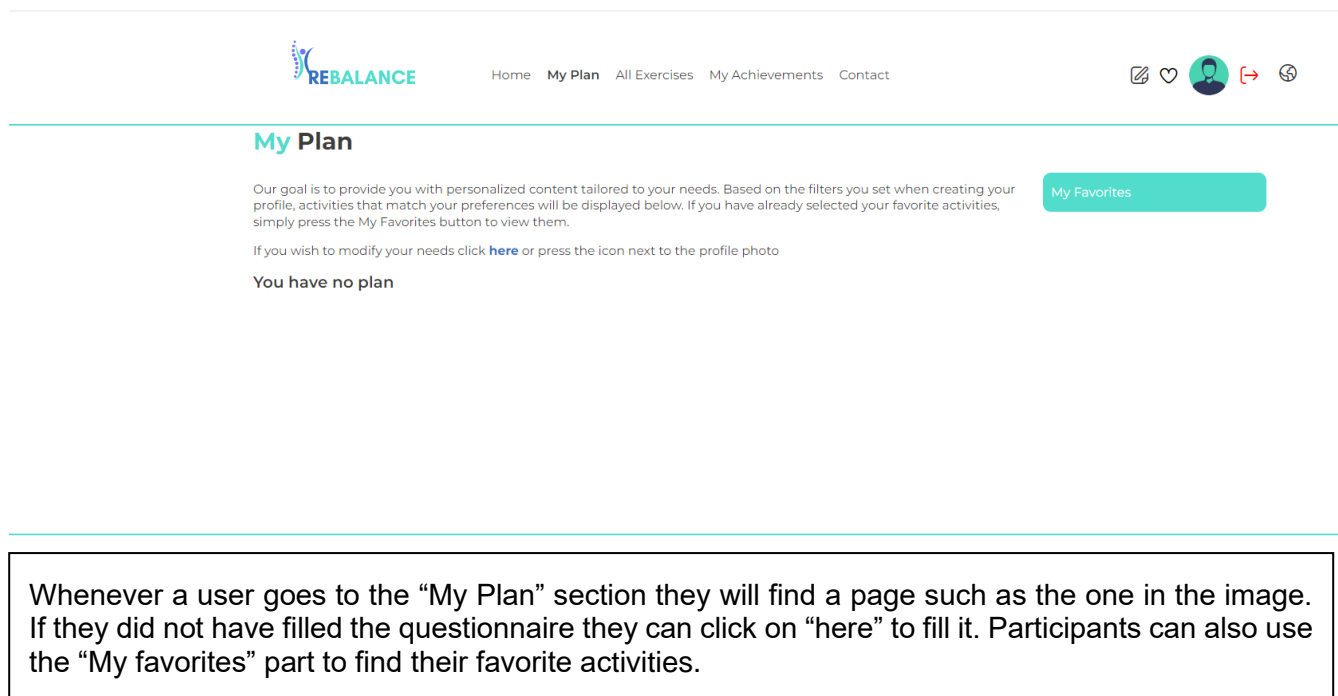 REBALANCE
Home My Plan All Exercises My Achievements Contact
My Plan
Our goal is to provide you with personalized content tailored to your needs. Based on the filters you set when creating your
profile, activities that match your preferences will be displayed below. If you have already selected your favorite activities,
simply press the My Favorites button to view them.
My Favorites
If you wish to modify your needs click here or press the icon next to the profile photo
You have no plan
Whenever a user goes to the “My Plan” section they will find a page such as the one in the image.
If they did not have filled the questionnaire they can click on “here” to fill it. Participants can also use
the “My favorites” part to find their favorite activities.